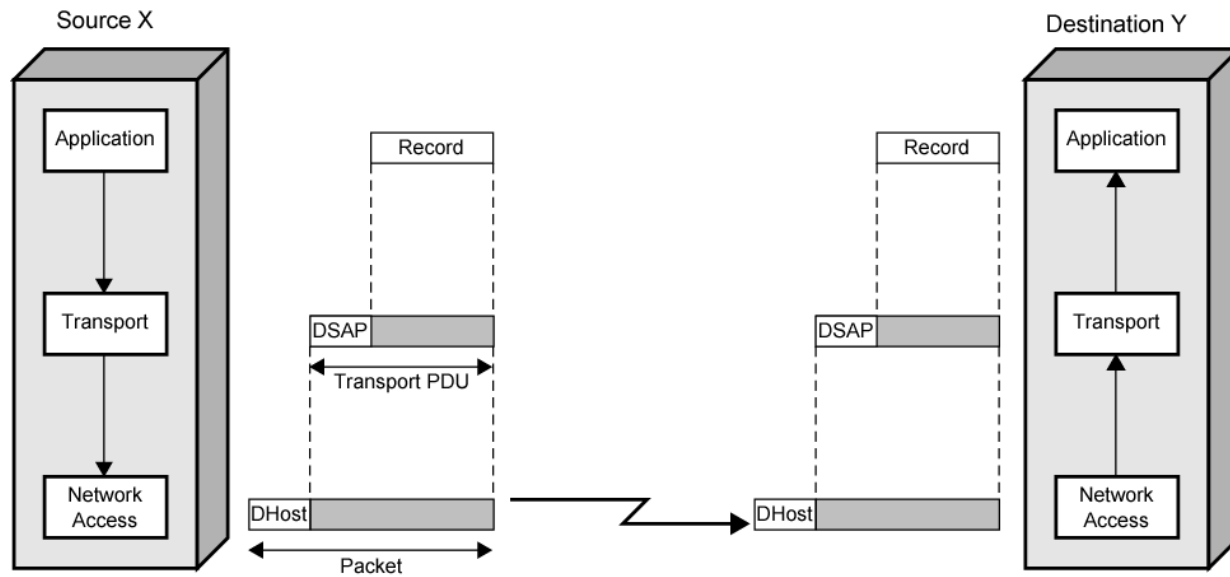 Source X
Destination Y
Application
Record
Record
Application
Transport
DSAP
Transport PDU
DSAP
Transport
Network
Access
DHost
Packet
DHost
Network
Access